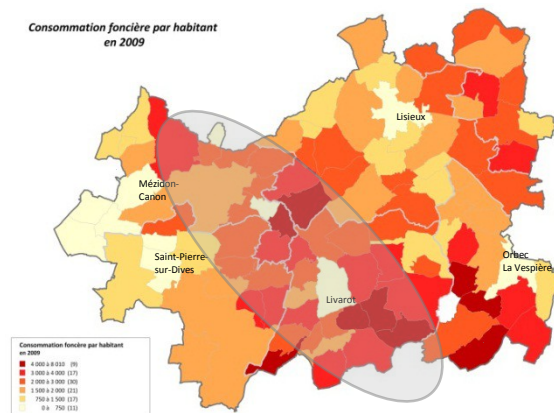 Consommation foncière par habitant
en 2009
Lisieux
Mézidon-
Canon
Saint-Pierre-
sur-Dives
Orbec
La Vespière
Livarot
Consommation foncère par habitant
en 2009
4 000 à 8 010 (9)
3 000 à 4 000 (17)
2 000 à 3 000 (30)
1 500 à 2 000 (21)
750 à 1 500 (17)
0 à 750 (11)